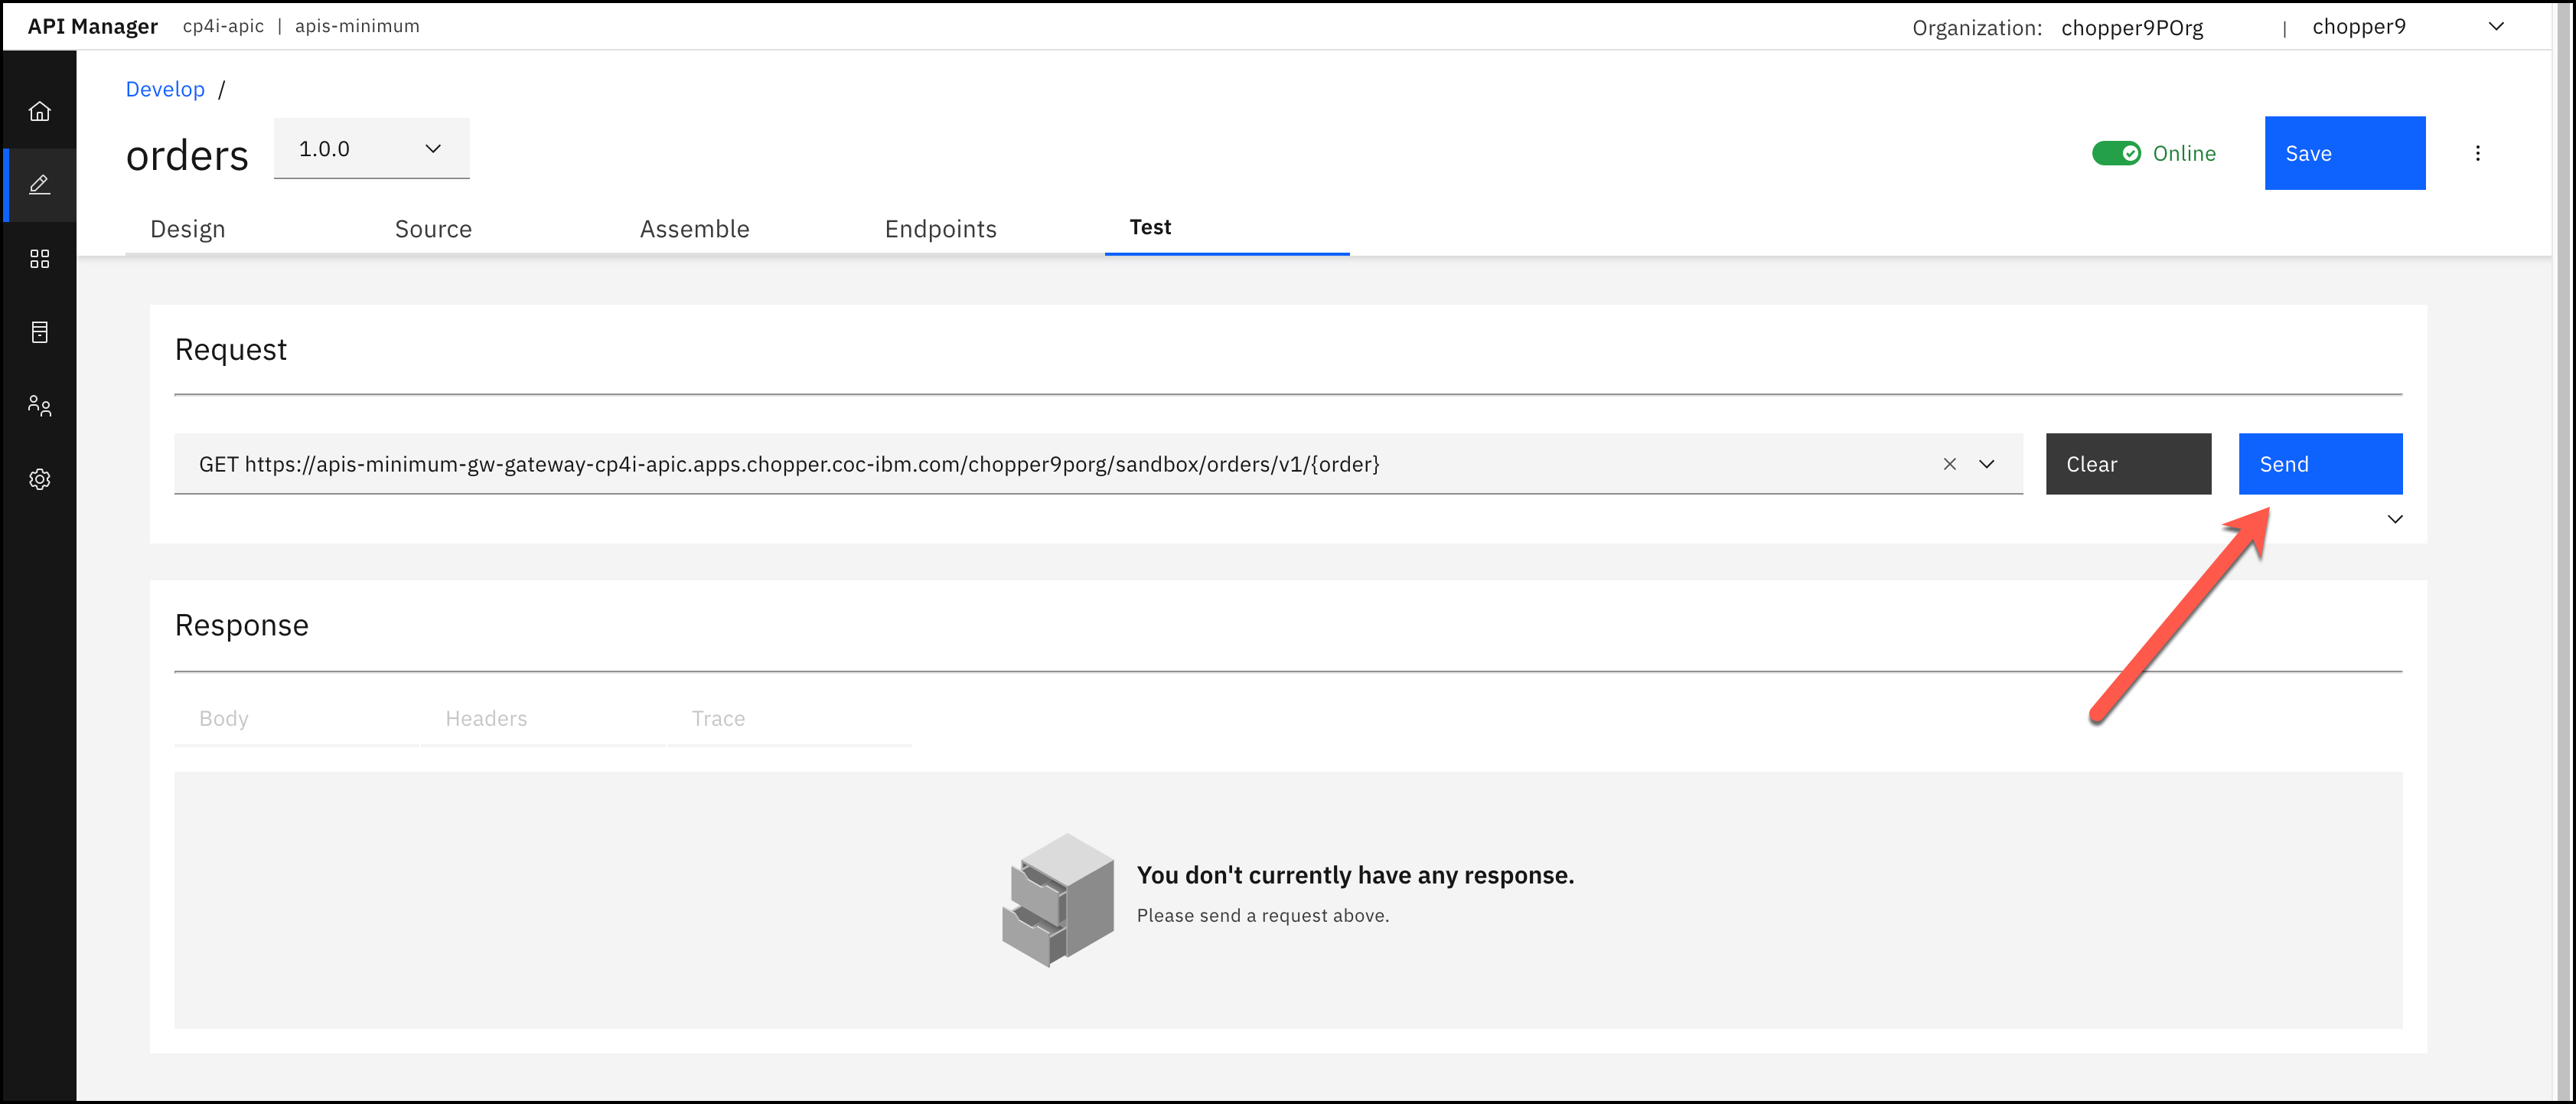 API Manager cp4i-apic | apis-minimum Organization: chopper9POrg | chopper9
Develop /
orders 1.0.0 Online Save
Design Source Assemble Endpoints Test
Request
GET https://apis-minimum-gw-gateway-cp4i-apic.apps.chopper.coc-ibm.com/chopper9porg/sandbox/orders/v1/{order} Clear Send
Response
Body Headers Trace
You don't currently have any response.
Please send a request above.